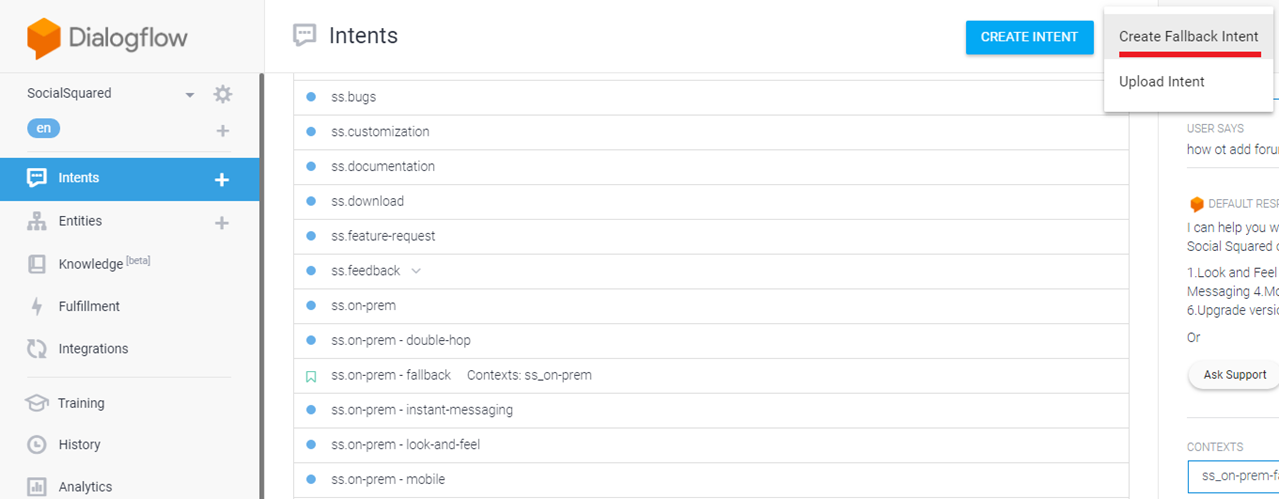 Dialogflow
SocialSquared
en
Intents
Entities
Knowledge [beta]
Fulfillment
Integrations
Training
History
Analytics
Intents
CREATE INTENT
Create Fallback Intent
Upload Intent
ss.bugs
ss.customization
ss.documentation
ss.download
ss.feature-request
ss.feedback
ss.on-prem
ss.on-prem - double-hop
ss.on-prem - fallback Contexts: ss_on-prem
ss.on-prem - instant-messaging
ss.on-prem - look-and-feel
ss.on-prem - mobile
USER SAYS
how ot add foru
DEFAULT RESP
I can help you w
Social Squared
1.Look and Feel
Messaging 4.Mo
6.Upgrade versi
Or
Ask Support
CONTEXTS
ss_on-prem-f